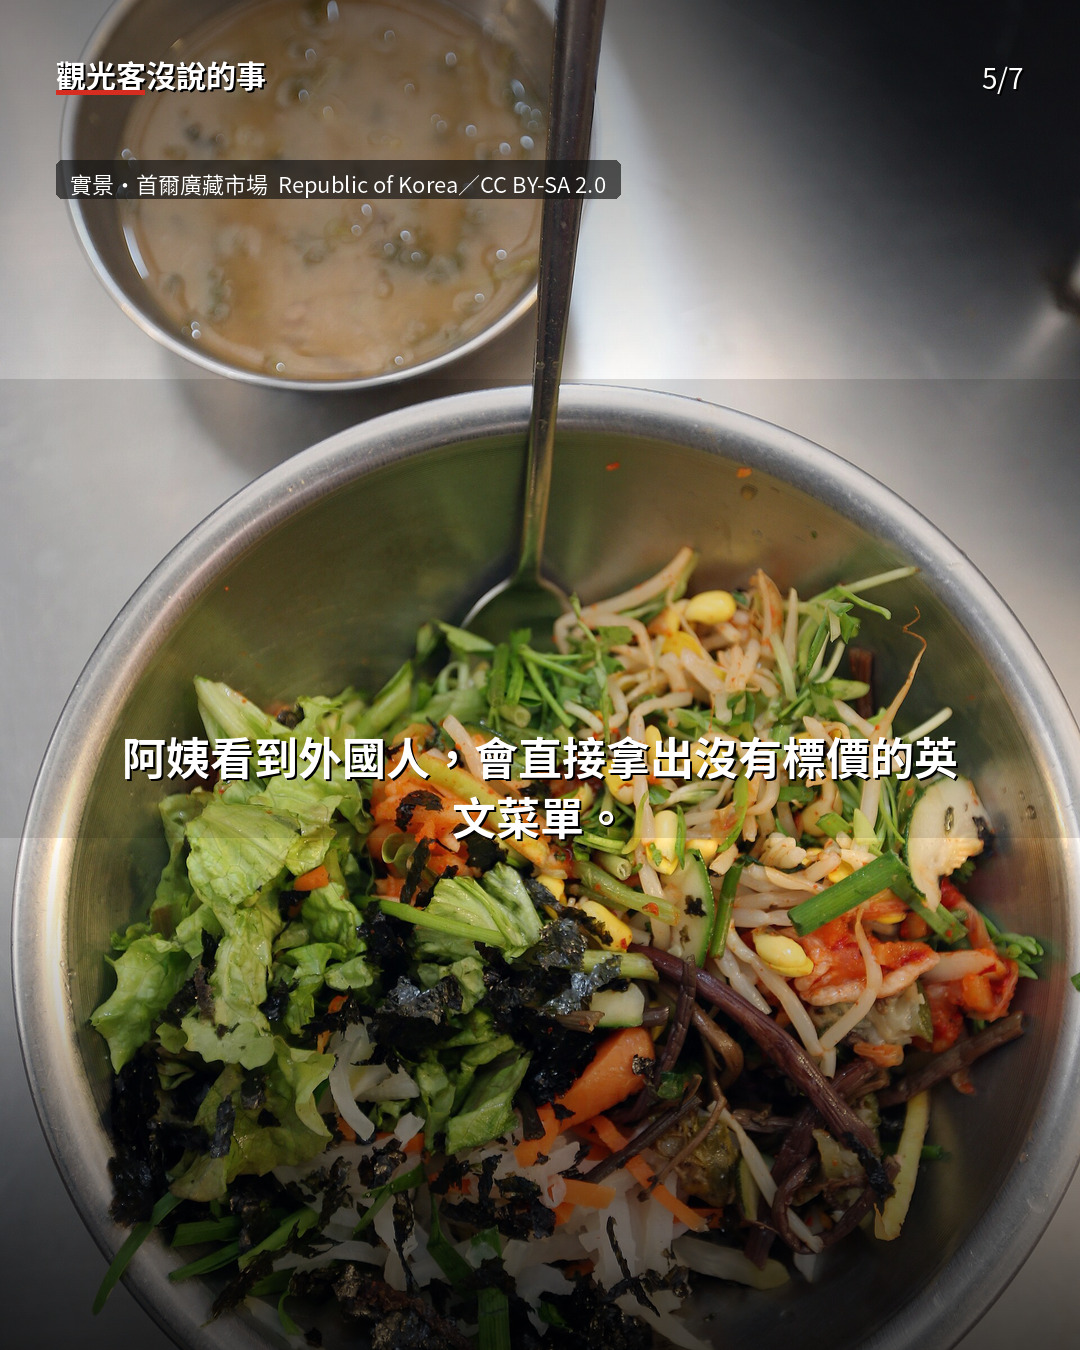 觀光客沒說的事
5/7
實景・首爾廣藏市場 Republic of Korea／CC BY-SA 2.0
阿姨看到外國人，會直接拿出沒有標價的英
文菜單。